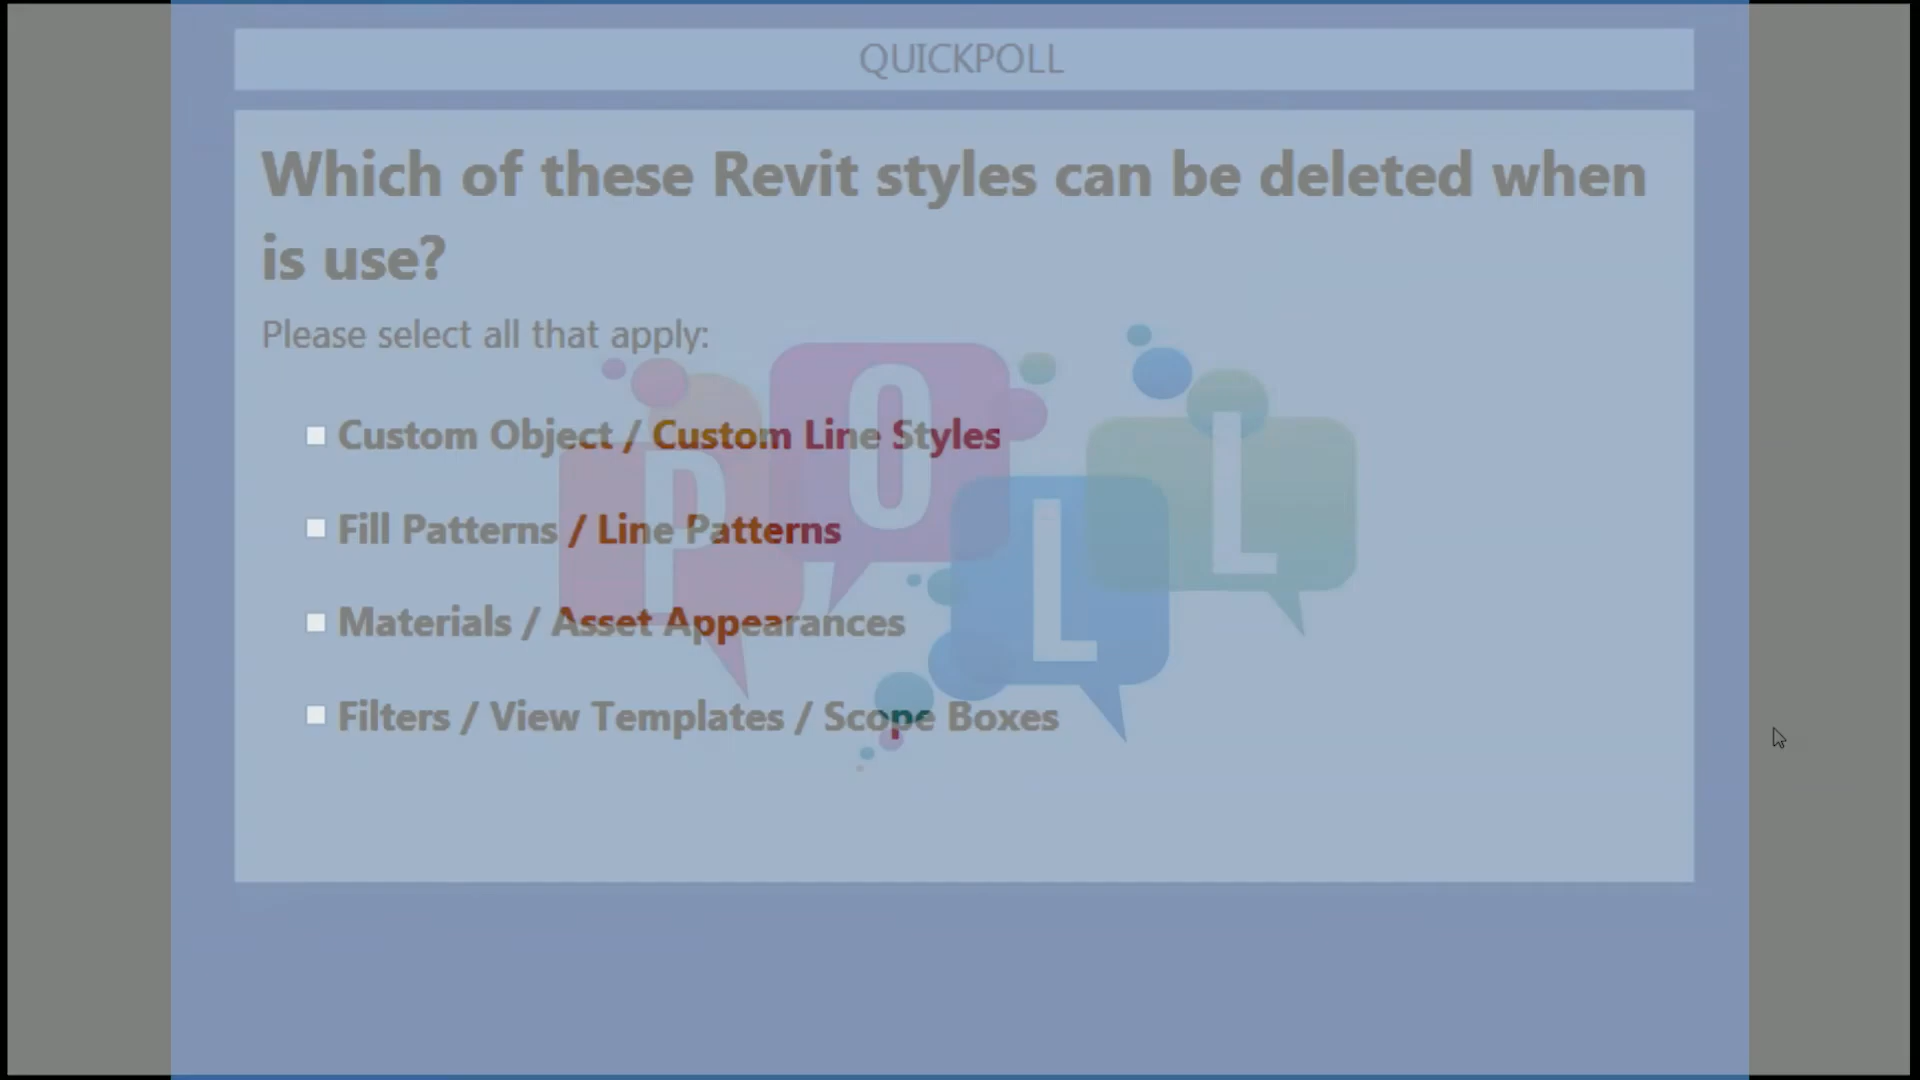 QUICKPOLL
Which of these Revit styles can be deleted when
is use?
Please select all that apply:
Custom Object / Custom Line Styles
Fill Patterns / Line Patterns
Materials / Asset Appearances
Filters / View Templates / Scope Boxes
POLL